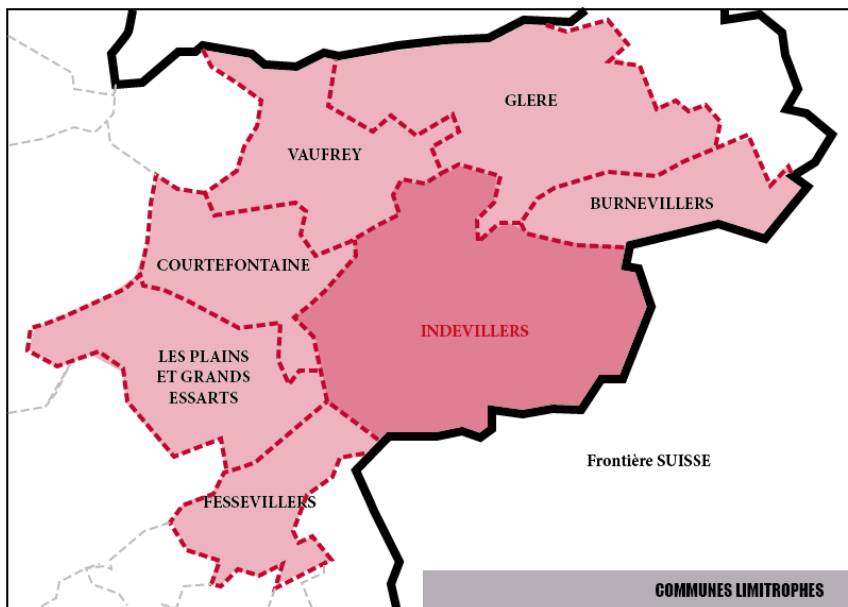 GLERE
VAUFREY
BURNEVILLERS
COURTEFONTAINE
INDEVILLERS
LES PLAINS
ET GRANDS
ESSARTS
Frontière SUISSE
FESSEVILLERS
COMMUNES LIMITROPHES